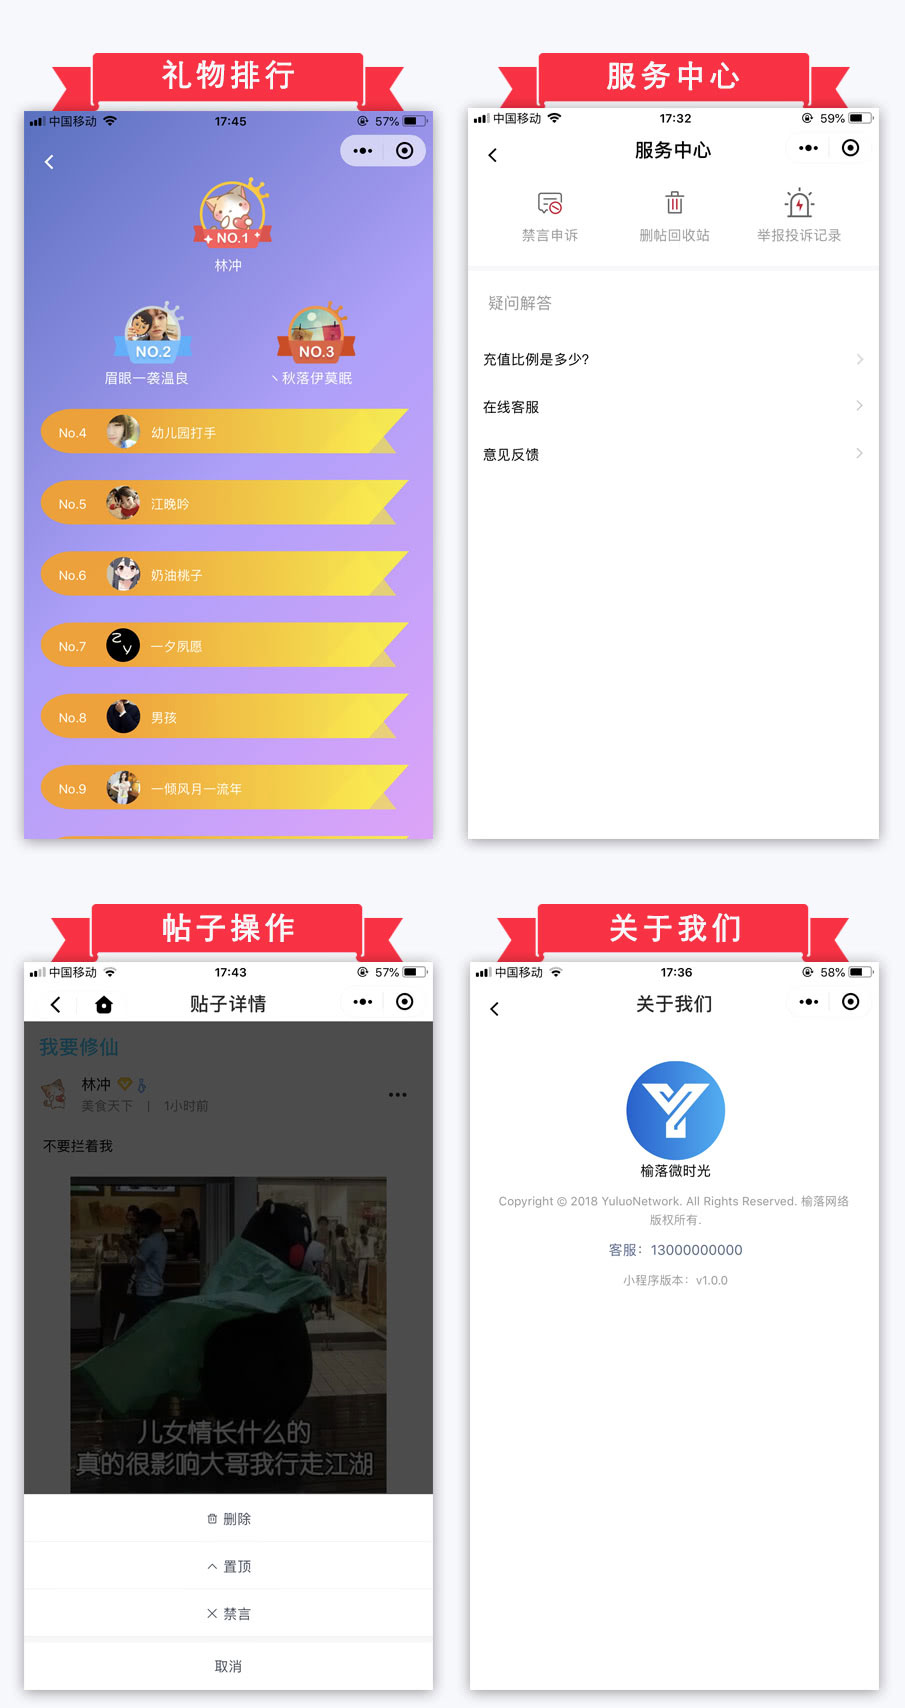 礼物排行
中国移动 17:45 57%
NO.1
林冲
NO.2
眉眼一袭温良
NO.3
丶秋落伊莫眠
No.4 幼儿园打手
No.5 江晚吟
No.6 奶油桃子
No.7 一夕夙愿
No.8 男孩
No.9 一倾风月一流年
服务中心
中国移动 17:32 59%
服务中心
禁言申诉 删帖回收站 举报投诉记录
疑问解答
充值比例是多少?
在线客服
意见反馈
帖子操作
中国移动 17:43 57%
贴子详情
我要修仙
林冲
美食天下 | 1小时前
不要拦着我
儿女情长什么的
真的很影响大哥我行走江湖
删除
置顶
禁言
取消
关于我们
中国移动 17:36 58%
关于我们
榆落微时光
Copyright © 2018 YuluoNetwork. All Rights Reserved. 榆落网络
版权所有.
客服：13000000000
小程序版本：v1.0.0